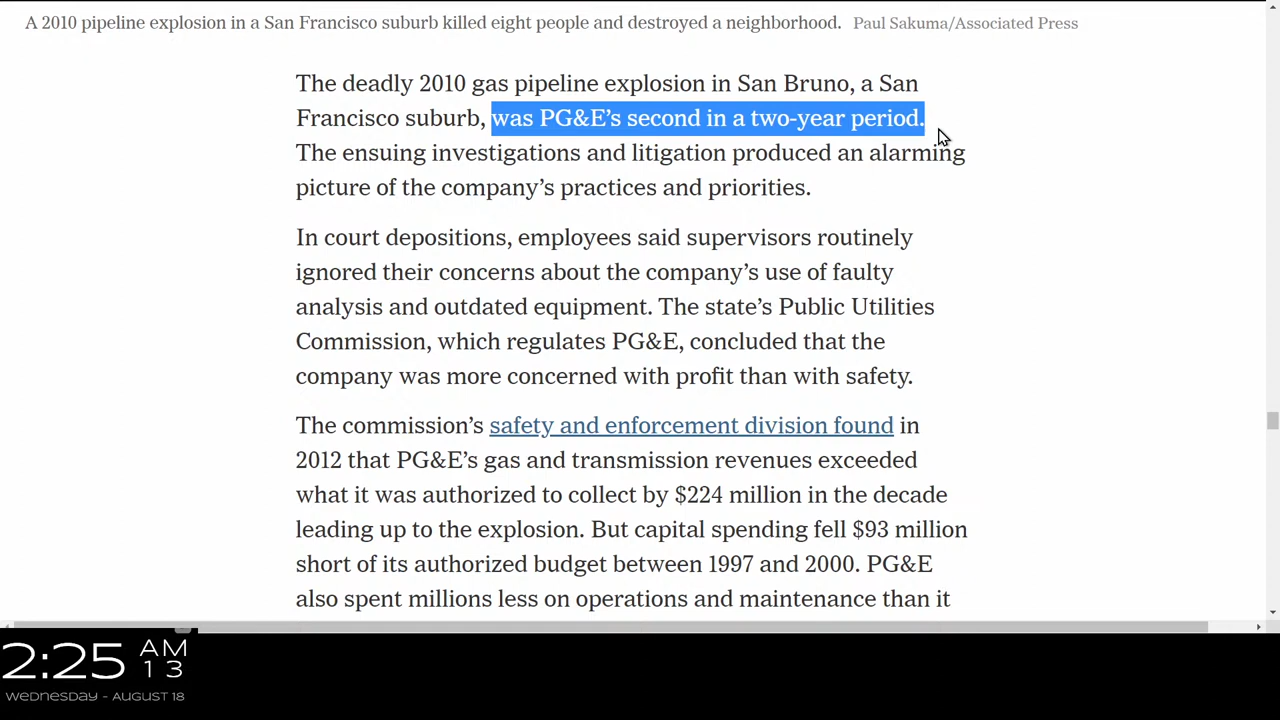 A 2010 pipeline explosion in a San Francisco suburb killed eight people and destroyed a neighborhood. Paul Sakuma/Associated Press
The deadly 2010 gas pipeline explosion in San Bruno, a San
Francisco suburb, was PG&E’s second in a two-year period.
The ensuing investigations and litigation produced an alarming
picture of the company’s practices and priorities.
In court depositions, employees said supervisors routinely
ignored their concerns about the company’s use of faulty
analysis and outdated equipment. The state’s Public Utilities
Commission, which regulates PG&E, concluded that the
company was more concerned with profit than with safety.
The commission’s safety and enforcement division found in
2012 that PG&E’s gas and transmission revenues exceeded
what it was authorized to collect by $224 million in the decade
leading up to the explosion. But capital spending fell $93 million
short of its authorized budget between 1997 and 2000. PG&E
also spent millions less on operations and maintenance than it
2:25 AM
13
WEDNESDAY - AUGUST 18